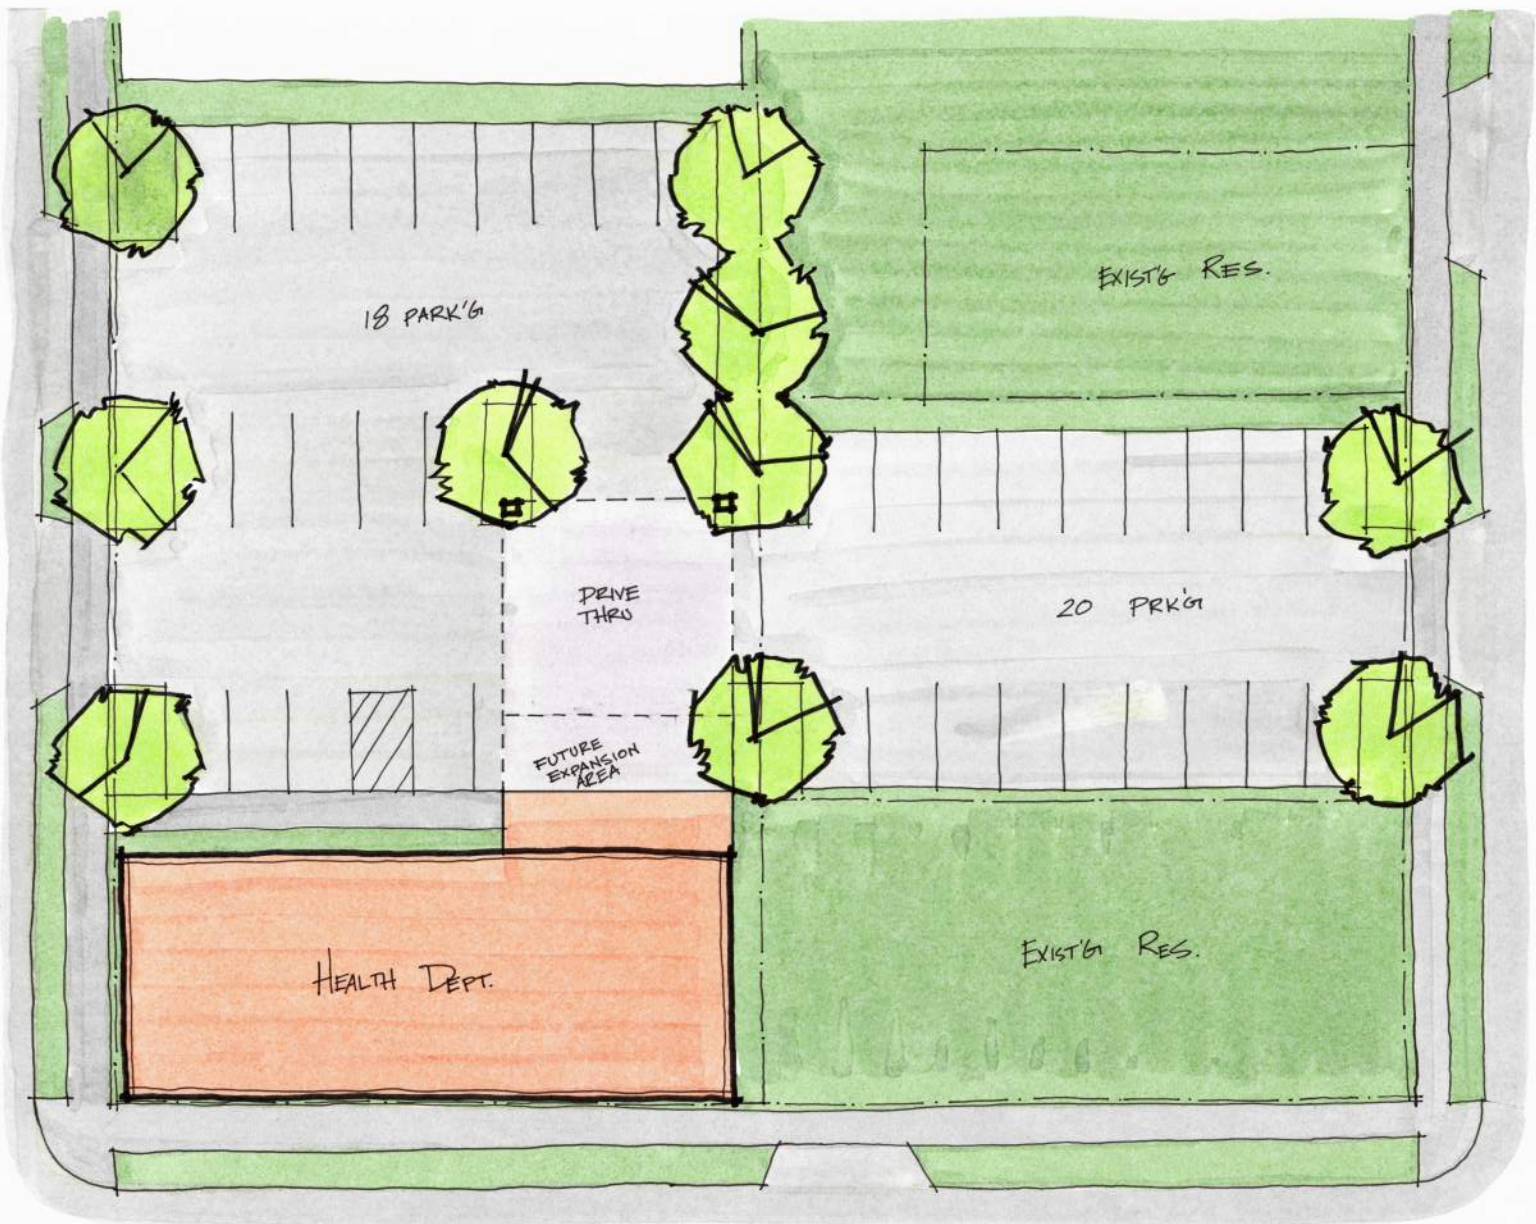 EXIST'G RES.
18 PARK'G
DRIVE
THRU
20 PRK'G
FUTURE
EXPANSION
AREA
HEALTH DEPT.
EXIST'G RES.